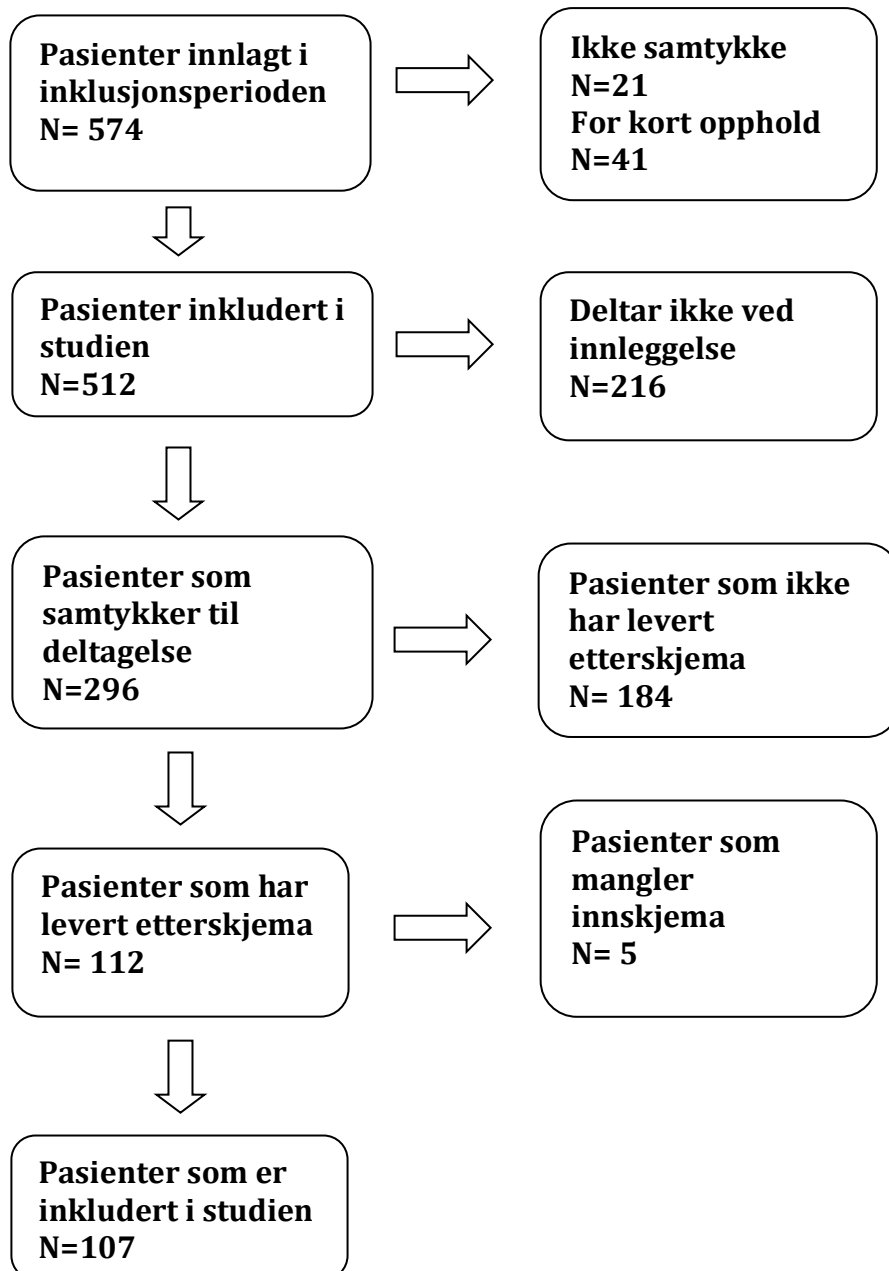 Pasienter innlagt i
inklusjonsperioden
N= 574
Ikke samtykke
N=21
For kort opphold
N=41
Pasienter inkludert i
studien
N=512
Deltar ikke ved
innleggelse
N=216
Pasienter som
samtykker til
deltagelse
N=296
Pasienter som ikke
har levert
etterskjema
N= 184
Pasienter som har
levert etterskjema
N= 112
Pasienter som
mangler
innskjema
N= 5
Pasienter som er
inkludert i studien
N=107